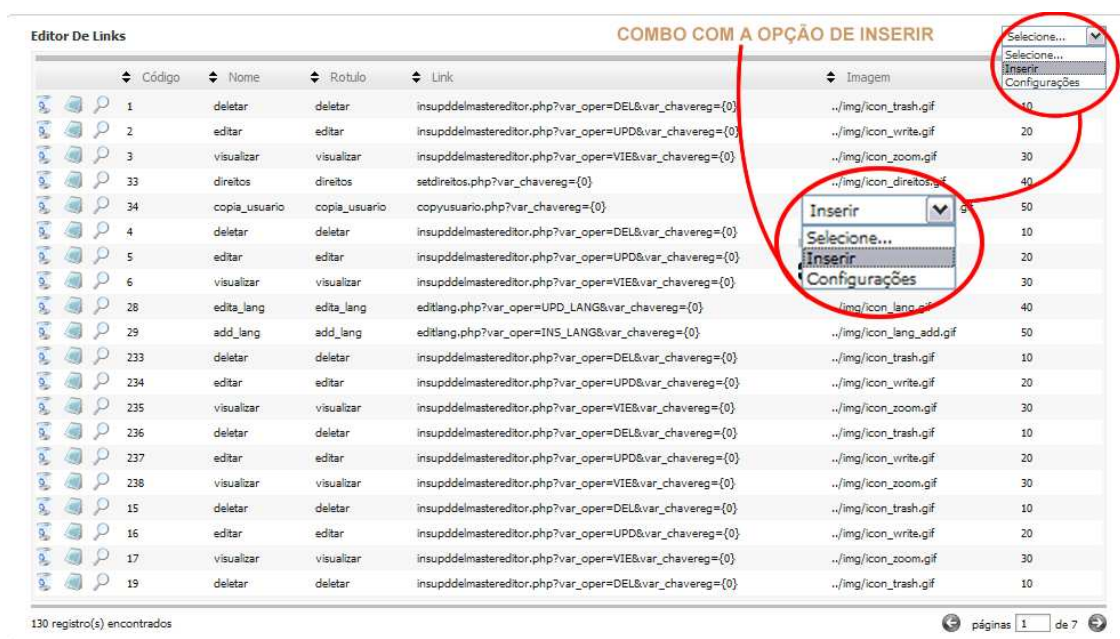 Editor De Links
COMBO COM A OPÇÃO DE INSERIR
Selecione...
Selecione...
Inserir
Configurações
Código Nome Rotulo Link Imagem
1 deletar deletar insupddelmastereditor.php?var_oper=DEL&var_chavereg={0} ../img/icon_trash.gif 10
2 editar editar insupddelmastereditor.php?var_oper=UPD&var_chavereg={0} ../img/icon_write.gif 20
3 visualizar visualizar insupddelmastereditor.php?var_oper=VIE&var_chavereg={0} ../img/icon_zoom.gif 30
33 direitos direitos setdireitos.php?var_chavereg={0} ../img/icon_direitos.gif 40
34 copia_usuario copia_usuario copyusuario.php?var_chavereg={0} 50
4 deletar deletar insupddelmastereditor.php?var_oper=DEL&var_chavereg={0} 10
5 editar editar insupddelmastereditor.php?var_oper=UPD&var_chavereg={0} 20
6 visualizar visualizar insupddelmastereditor.php?var_oper=VIE&var_chavereg={0} 30
Inserir
Selecione...
Inserir
Configurações
28 edita_lang edita_lang editlang.php?var_oper=UPD_LANG&var_chavereg={0} ../img/icon_lang.gif 40
29 add_lang add_lang editlang.php?var_oper=INS_LANG&var_chavereg={0} ../img/icon_lang_add.gif 50
233 deletar deletar insupddelmastereditor.php?var_oper=DEL&var_chavereg={0} ../img/icon_trash.gif 10
234 editar editar insupddelmastereditor.php?var_oper=UPD&var_chavereg={0} ../img/icon_write.gif 20
235 visualizar visualizar insupddelmastereditor.php?var_oper=VIE&var_chavereg={0} ../img/icon_zoom.gif 30
236 deletar deletar insupddelmastereditor.php?var_oper=DEL&var_chavereg={0} ../img/icon_trash.gif 10
237 editar editar insupddelmastereditor.php?var_oper=UPD&var_chavereg={0} ../img/icon_write.gif 20
238 visualizar visualizar insupddelmastereditor.php?var_oper=VIE&var_chavereg={0} ../img/icon_zoom.gif 30
15 deletar deletar insupddelmastereditor.php?var_oper=DEL&var_chavereg={0} ../img/icon_trash.gif 10
16 editar editar insupddelmastereditor.php?var_oper=UPD&var_chavereg={0} ../img/icon_write.gif 20
17 visualizar visualizar insupddelmastereditor.php?var_oper=VIE&var_chavereg={0} ../img/icon_zoom.gif 30
19 deletar deletar insupddelmastereditor.php?var_oper=DEL&var_chavereg={0} ../img/icon_trash.gif 10
130 registro(s) encontrados páginas 1 de 7